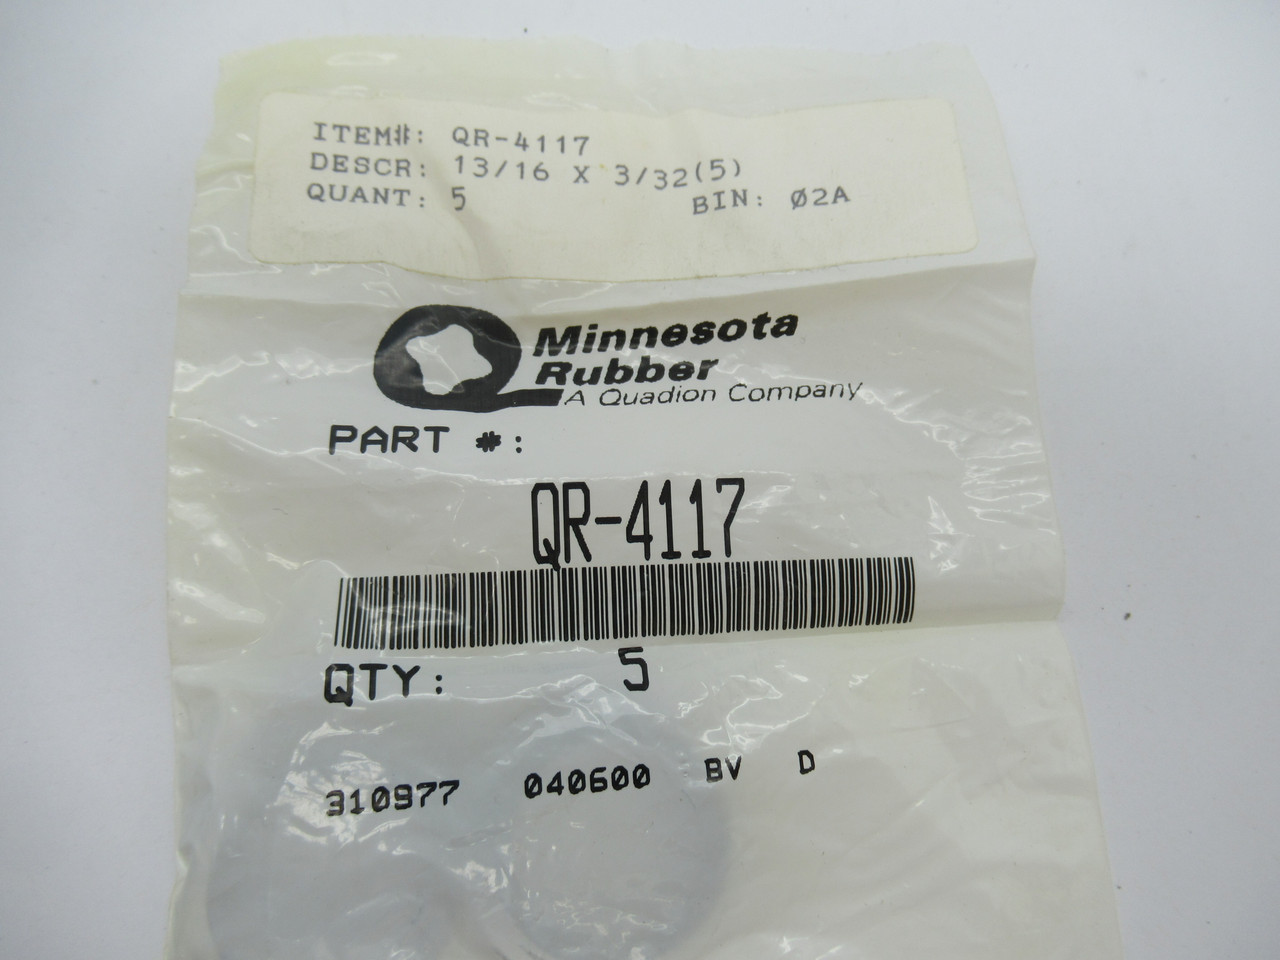 ITEM#: QR-4117
DESCR: 13/16 X 3/32(5)
QUANT: 5 BIN: Ø2A
Minnesota
Rubber
A Quadion Company
PART #:
QR-4117
QTY: 5
310977 040600 BV D